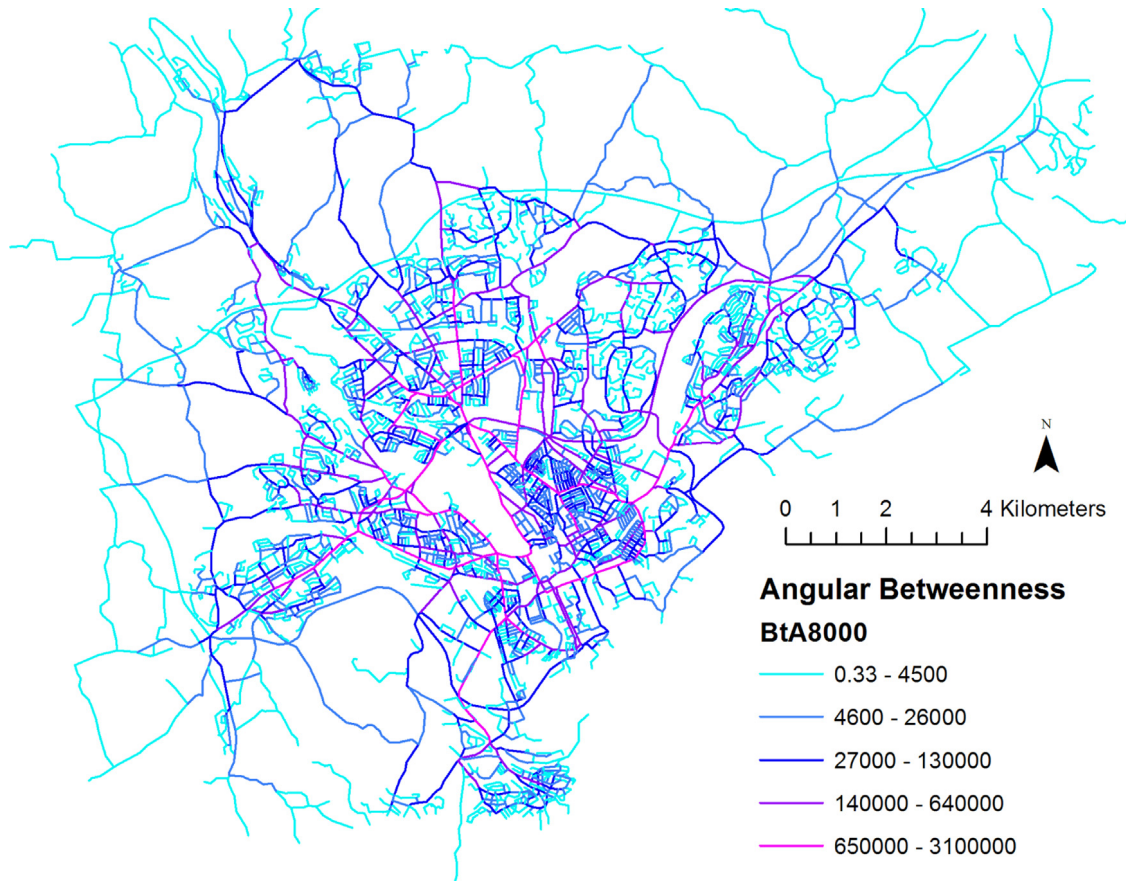 N
0 1 2 4 Kilometers
Angular Betweenness
BtA8000
0.33 - 4500
4600 - 26000
27000 - 130000
140000 - 640000
650000 - 3100000